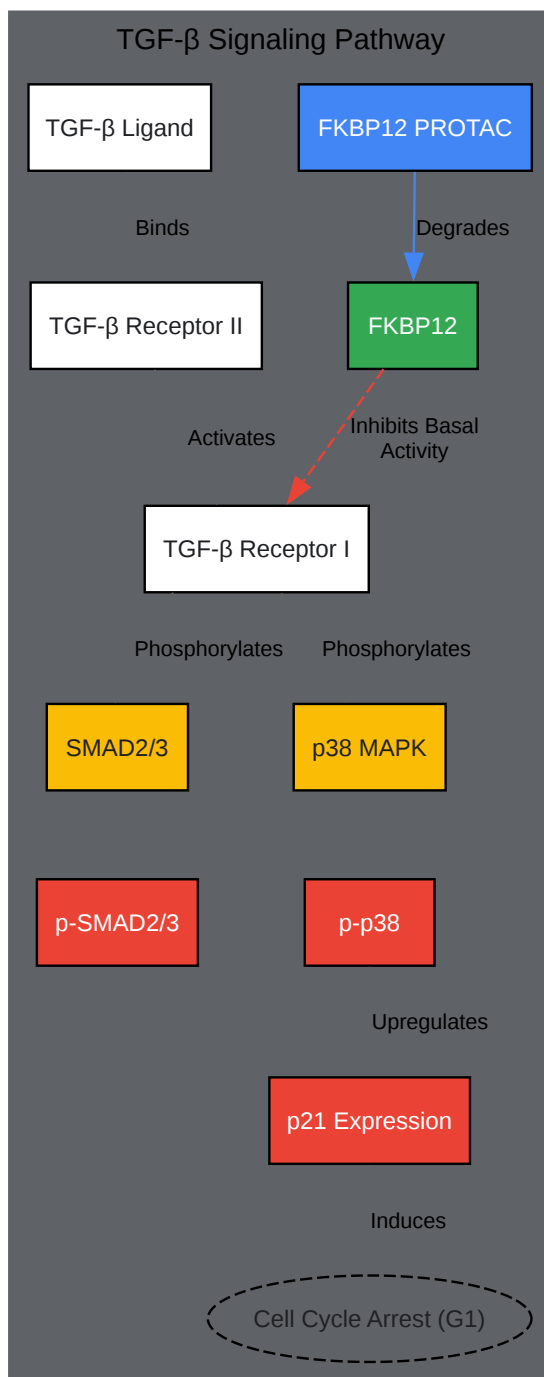 TGF-β Signaling Pathway
TGF-β Ligand
FKBP12 PROTAC
Binds
Degrades
TGF-β Receptor II
FKBP12
Activates
Inhibits Basal
Activity
TGF-β Receptor I
Phosphorylates
Phosphorylates
SMAD2/3
p38 MAPK
p-SMAD2/3
p-p38
Upregulates
p21 Expression
Induces
Cell Cycle Arrest (G1)